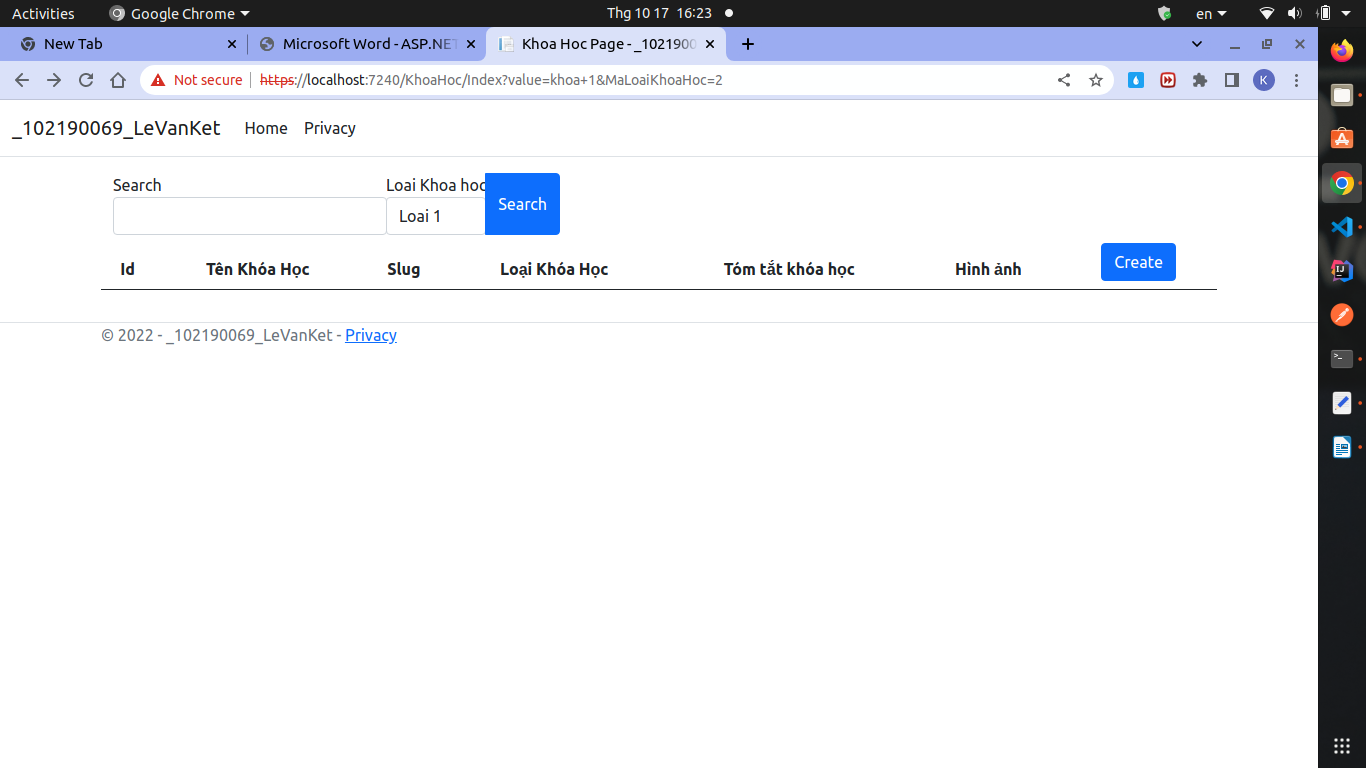 Activities Google Chrome Thg 10 17 16:23 en
New Tab Microsoft Word - ASP.NET Khoa Hoc Page - _102190
Not secure https://localhost:7240/KhoaHoc/Index?value=khoa+1&MaLoaiKhoaHoc=2 K
_102190069_LeVanKet Home Privacy
Search Loai Khoa hoc
Loai 1 Search
Id Tên Khóa Học Slug Loại Khóa Học Tóm tắt khóa học Hình ảnh Create
© 2022 - _102190069_LeVanKet - Privacy